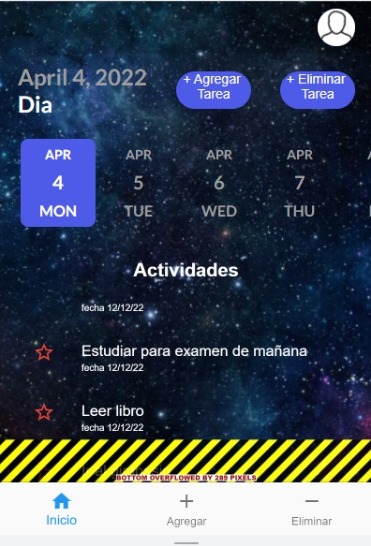 April 4, 2022
Dia
+ Agregar
Tarea
+ Eliminar
Tarea
APR APR APR APR
4 5 6 7
MON TUE WED THU
Actividades
fecha 12/12/22
Estudiar para examen de mañana
fecha 12/12/22
Leer libro
fecha 12/12/22
BOTTOM OVERFLOWED BY 289 PIXELS
Inicio Agregar Eliminar